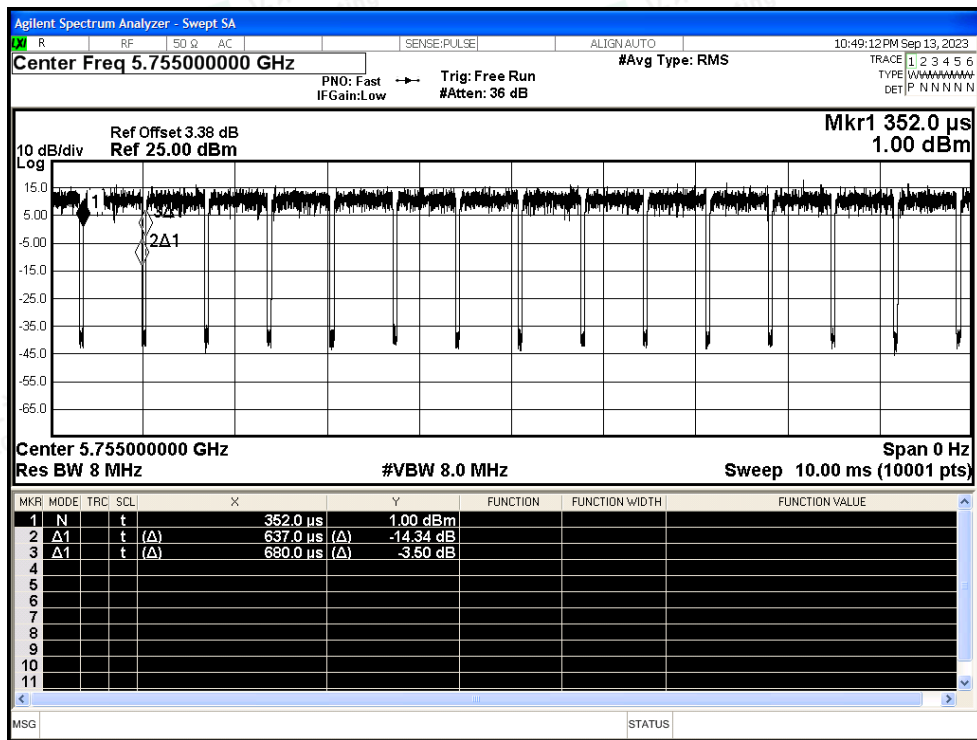 Agilent Spectrum Analyzer - Swept SA
LXI R RF 50 Ω AC SENSE:PULSE ALIGN AUTO 10:49:12 PM Sep 13, 2023
Center Freq 5.755000000 GHz #Avg Type: RMS TRACE 1 2 3 4 5 6
PNO: Fast Trig: Free Run TYPE
IFGain:Low #Atten: 36 dB DET P N N N N N
Mkr1 352.0 µs
Ref Offset 3.38 dB
10 dB/div Ref 25.00 dBm 1.00 dBm
Log
15.0
1
5.00
3Δ1
-5.00
2Δ1
-15.0
-25.0
-35.0
-45.0
-55.0
-65.0
Center 5.755000000 GHz Span 0 Hz
Res BW 8 MHz #VBW 8.0 MHz Sweep 10.00 ms (10001 pts)
MKR MODE TRC SCL X Y FUNCTION FUNCTION WIDTH FUNCTION VALUE
1 N t 352.0 µs 1.00 dBm
2 Δ1 t (Δ) 637.0 µs (Δ) -14.34 dB
3 Δ1 t (Δ) 680.0 µs (Δ) -3.50 dB
4
5
6
7
8
9
10
11
MSG STATUS